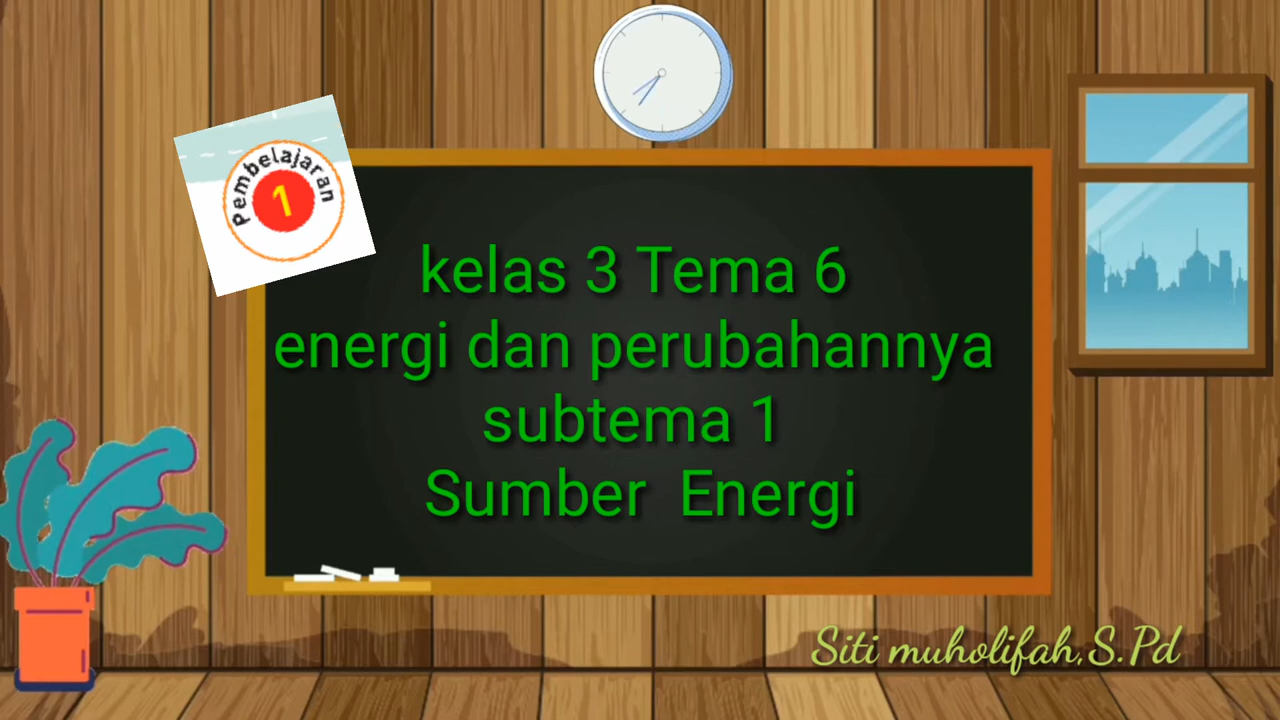 Pembelajaran
1
kelas 3 Tema 6
energi dan perubahannya
subtema 1
Sumber Energi
Siti muholifah,S.Pd